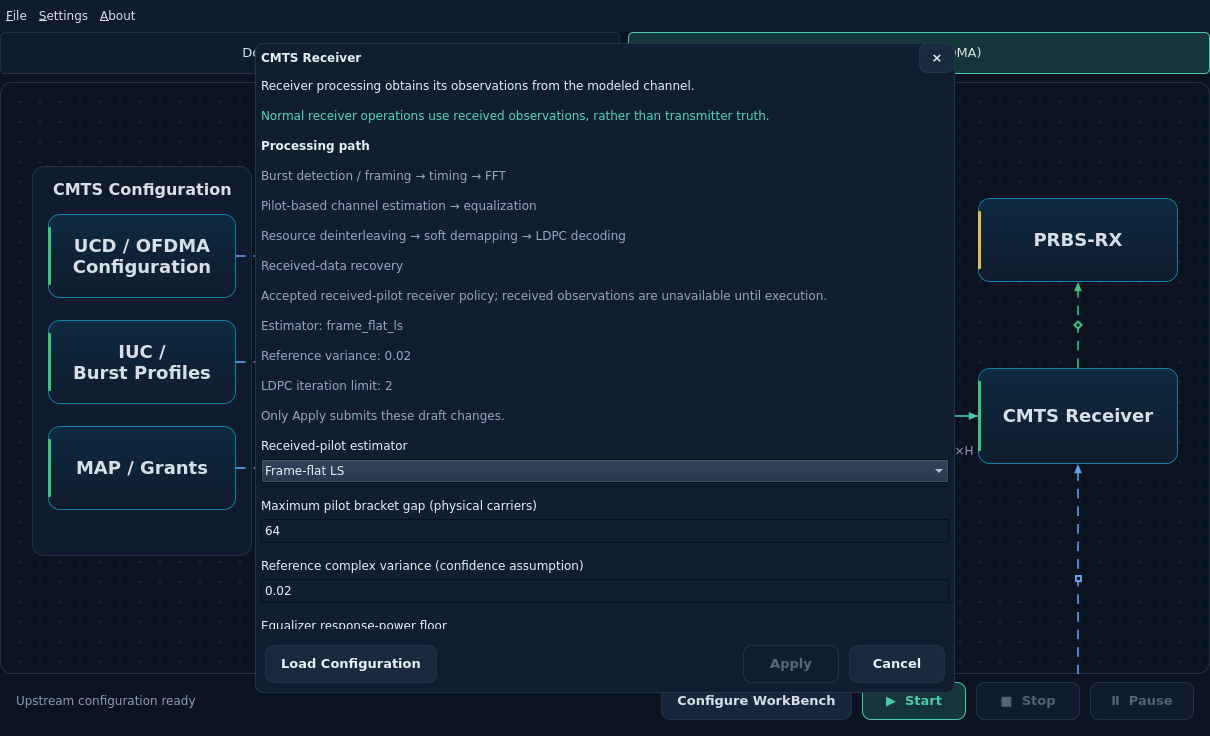 File Settings About
CMTS Receiver
×
MA)
Receiver processing obtains its observations from the modeled channel.
Normal receiver operations use received observations, rather than transmitter truth.
Processing path
Burst detection / framing → timing → FFT
Pilot-based channel estimation → equalization
Resource deinterleaving → soft demapping → LDPC decoding
Received-data recovery
Accepted received-pilot receiver policy; received observations are unavailable until execution.
Estimator: frame_flat_ls
Reference variance: 0.02
LDPC iteration limit: 2
Only Apply submits these draft changes.
Received-pilot estimator
Frame-flat LS
Maximum pilot bracket gap (physical carriers)
64
Reference complex variance (confidence assumption)
0.02
Equalizer response-power floor
Load Configuration
Apply
Cancel
CMTS Configuration
UCD / OFDMA
Configuration
IUC /
Burst Profiles
MAP / Grants
PRBS-RX
CMTS Receiver
×H
Upstream configuration ready
Configure WorkBench
▶ Start
■ Stop
⏸ Pause